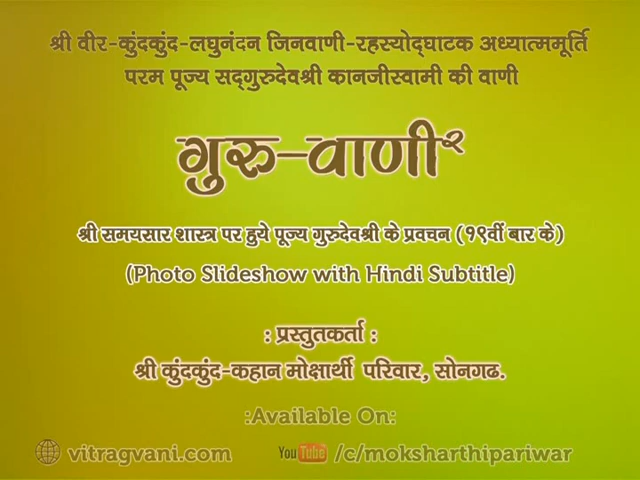 श्री वीर-कुंदकुंद-लघुनंदन जिनवाणी-रहस्योद्घाटक अध्यात्ममूर्ति
परम पूज्य सद्गुरुदेवश्री कानजीस्वामी की वाणी
गुरु-वाणी२
श्री समयसार शास्त्र पर हुये पूज्य गुरुदेवश्री के प्रवचन (१९वीं बार के)
(Photo Slideshow with Hindi Subtitle)
: प्रस्तुतकर्ता :
श्री कुंदकुंद-कहान मोक्षार्थी परिवार, सोनगढ.
:Available On:
vitragvani.com YouTube /c/moksharthipariwar